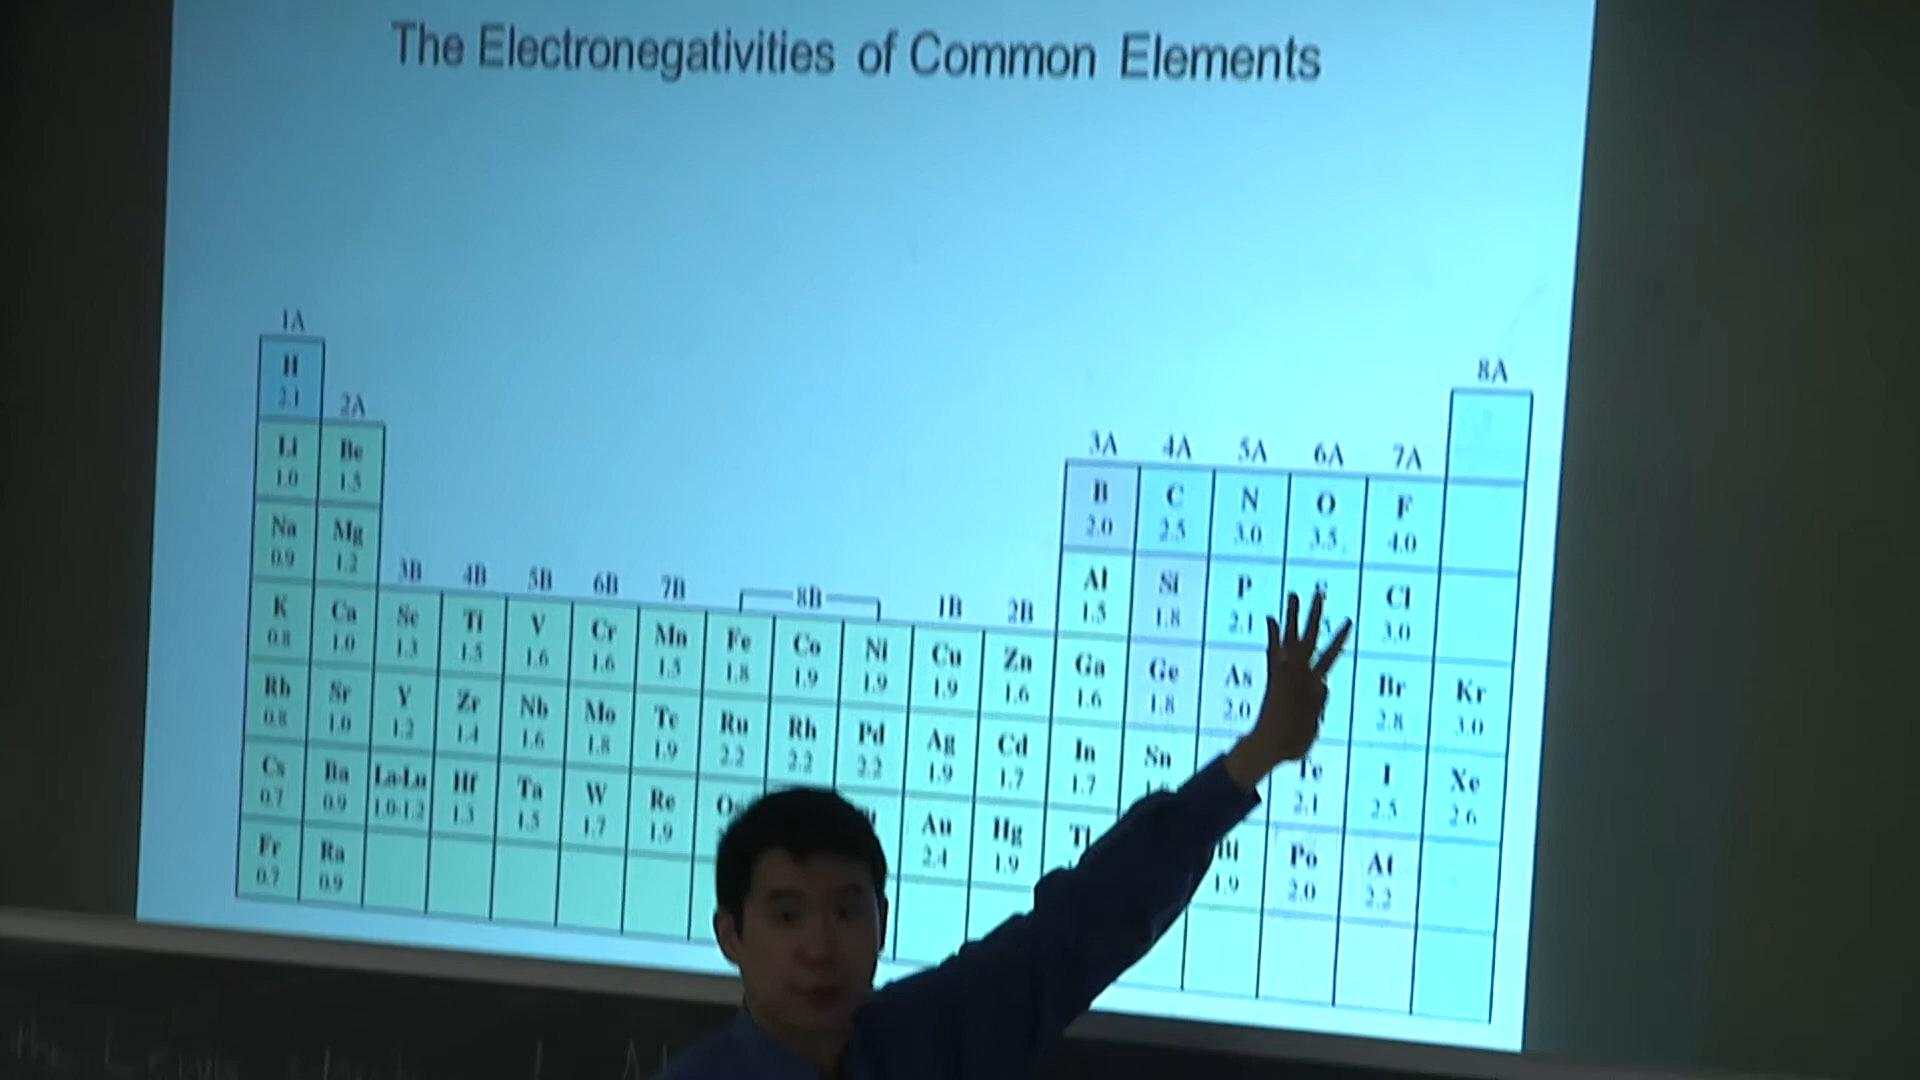 The Electronegativities of Common Elements
1A
8A
H
2.1
2A
3A 4A 5A 6A 7A
Li Be B C N O F
1.0 1.5 2.0 2.5 3.0 3.5 4.0
Na Mg Al Si P S Cl
0.9 1.2 1.5 1.8 2.1 3.0
3B 4B 5B 6B 7B 8B 1B 2B
K Ca Sc Ti V Cr Mn Fe Co Ni Cu Zn Ga Ge As Br Kr
0.8 1.0 1.3 1.5 1.6 1.6 1.5 1.8 1.9 1.9 1.9 1.6 1.6 1.8 2.0 2.8 3.0
Rb Sr Y Zr Nb Mo Tc Ru Rh Pd Ag Cd In Sn Te I Xe
0.8 1.0 1.2 1.4 1.6 1.8 1.9 2.2 2.2 2.2 1.9 1.7 1.7 2.1 2.5 2.6
Cs Ba La-Lu Hf Ta W Re Au Hg Tl Bi Po At
0.7 0.9 1.0-1.2 1.3 1.5 1.7 1.9 2.4 1.9 1.9 2.0 2.2
Fr Ra
0.7 0.9
the Lewis